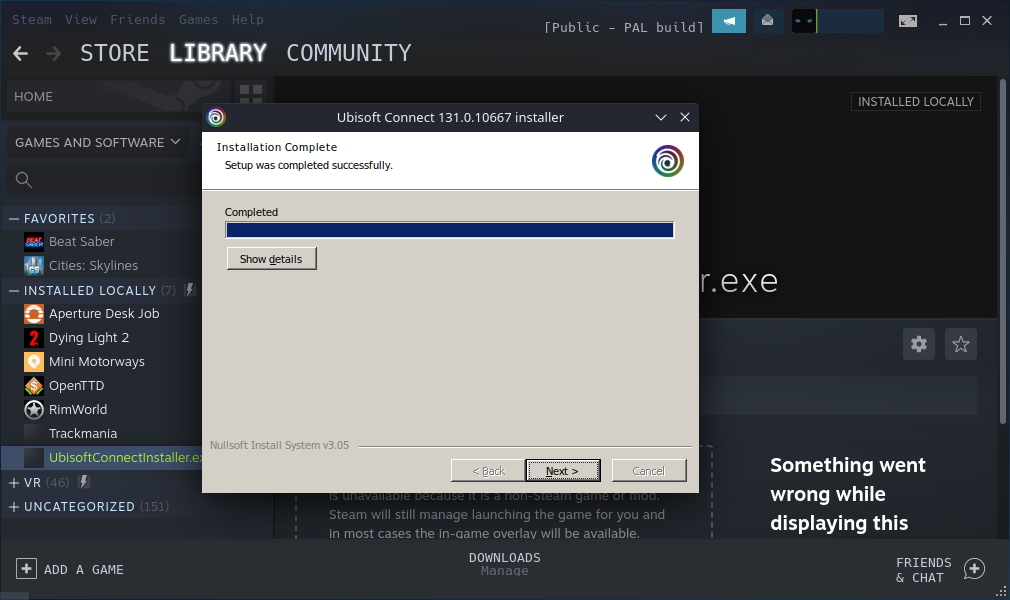 Steam View Friends Games Help
[Public - PAL build]
STORE LIBRARY COMMUNITY
HOME
INSTALLED LOCALLY
GAMES AND SOFTWARE
Ubisoft Connect 131.0.10667 installer
Installation Complete
Setup was completed successfully.
Completed
Show details
FAVORITES (2)
BEAT SABER
Beat Saber
CS
Cities: Skylines
INSTALLED LOCALLY (7)
Aperture Desk Job
2
Dying Light 2
Mini Motorways
$
OpenTTD
RimWorld
Trackmania
UbisoftConnectInstaller.ex
VR (46)
UNCATEGORIZED (151)
r.exe
Nullsoft Install System v3.05
< Back Next > Cancel
is unavailable because it is a non-Steam game or mod.
Steam will still manage launching the game for you and
in most cases the in-game overlay will be available.
Something went
wrong while
displaying this
ADD A GAME
DOWNLOADS
Manage
FRIENDS
& CHAT